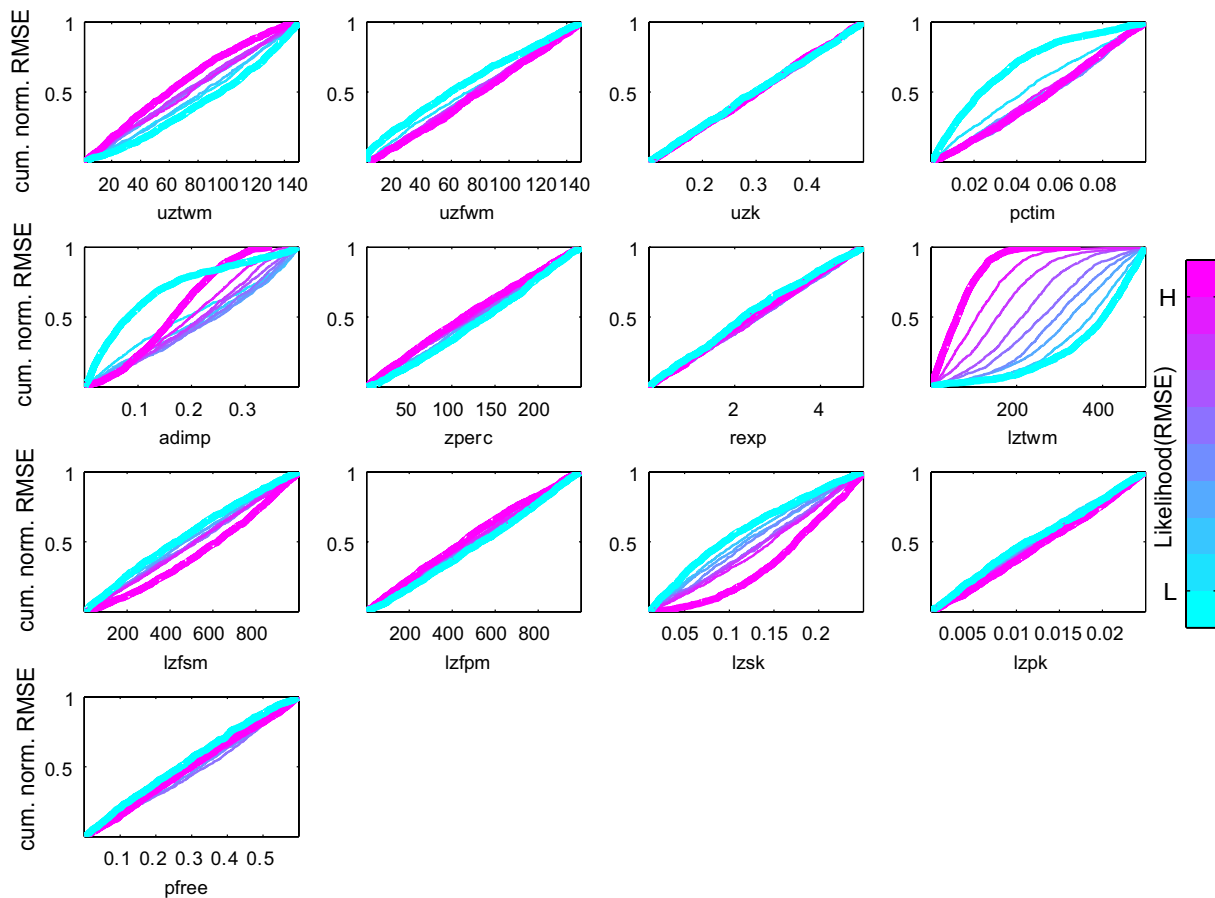 cum. norm. RMSE
1
0.5
20 40 60 80 100 120 140
uztwm
1
0.5
20 40 60 80 100 120 140
uzfwm
1
0.5
0.2 0.3 0.4
uzk
1
0.5
0.02 0.04 0.06 0.08
pctim
cum. norm. RMSE
1
0.5
0.1 0.2 0.3
adimp
1
0.5
50 100 150 200
zperc
1
0.5
2 4
rexp
1
0.5
200 400
lztwm
cum. norm. RMSE
1
0.5
200 400 600 800
lzfsm
1
0.5
200 400 600 800
lzfpm
1
0.5
0.05 0.1 0.15 0.2
lzsk
1
0.5
0.005 0.01 0.015 0.02
lzpk
cum. norm. RMSE
1
0.5
0.1 0.2 0.3 0.4 0.5
pfree
H
Likelihood(RMSE)
L